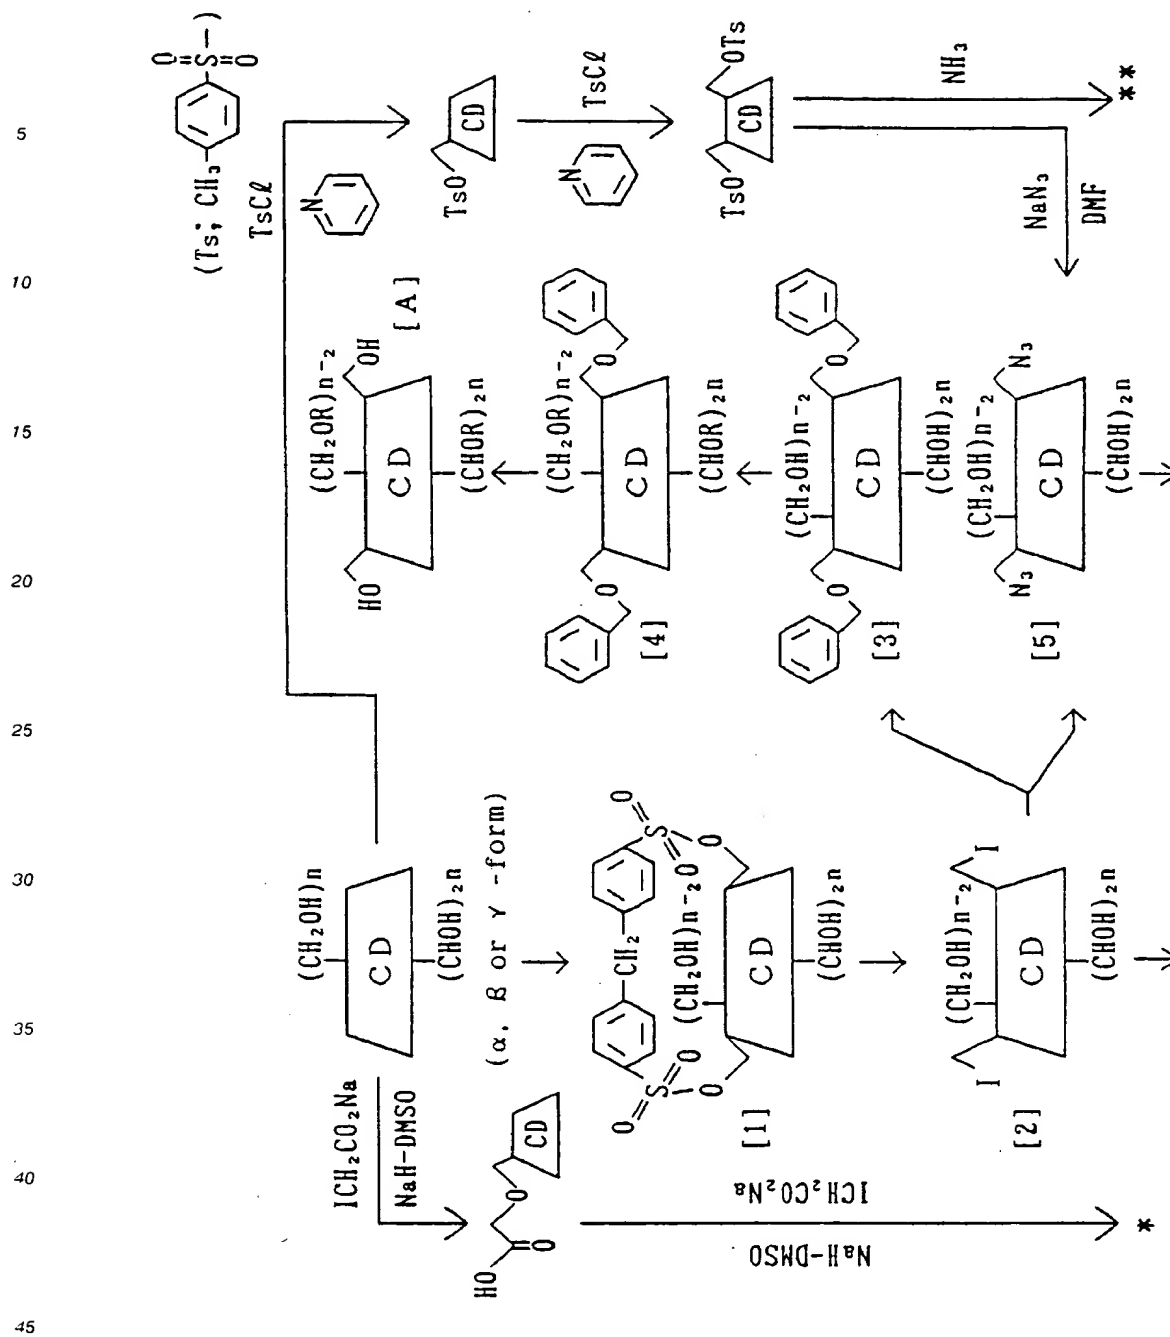 (Ts; CH₃ S O O —)
TsCl
N
TsO
CD
N
TsCl
TsO
OTs
CD
NaN₃
DMF
NH₃
**
(CH₂OR)n-₂
HO
OH
CD
[A]
(CHOR)₂n
(CH₂OR)n-₂
O
O
CD
[4]
(CHOR)₂n
(CH₂OH)n-₂
O
O
CD
[3]
(CHOH)₂n
(CH₂OH)n-₂
N₃
N₃
CD
[5]
(CHOH)₂n
(CH₂OH)n
CD
(CHOH)₂n
(α, ß or γ -form)
CH₂
O
S
O
O
O
S
O
O
(CH₂OH)n-₂
CD
[1]
(CHOH)₂n
(CH₂OH)n-₂
I
I
CD
[2]
(CHOH)₂n
ICH₂CO₂Na
NaH-DMSO
HO
O
O
CD
NaH-DMSO
ICH₂CO₂Na
*
5
10
15
20
25
30
35
40
45